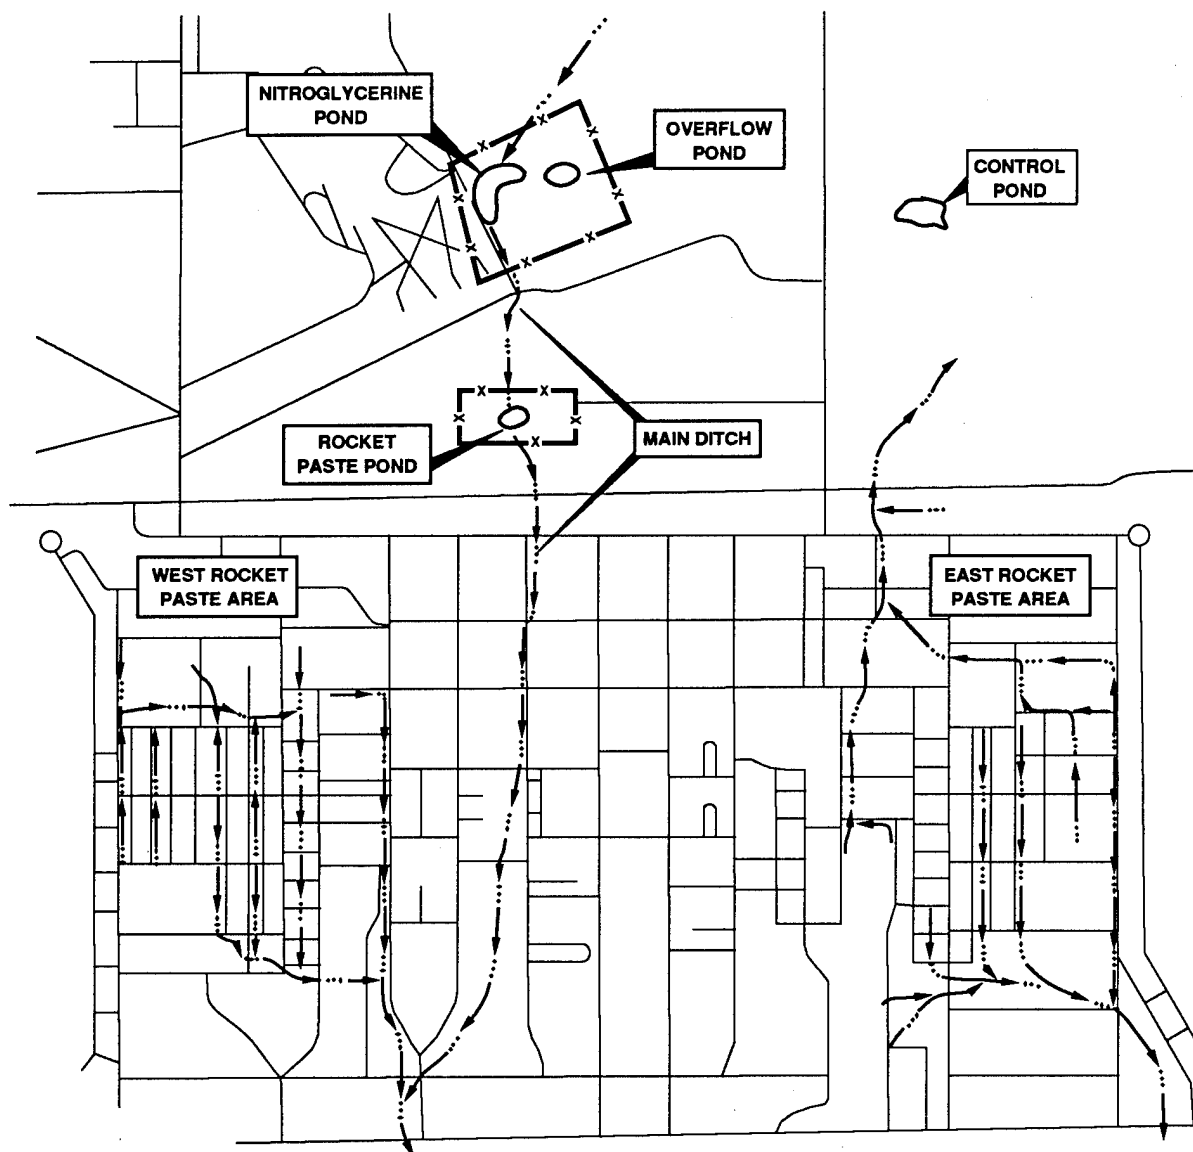 NITROGLYCERINE
POND
OVERFLOW
POND
CONTROL
POND
ROCKET
PASTE POND
MAIN DITCH
WEST ROCKET
PASTE AREA
EAST ROCKET
PASTE AREA